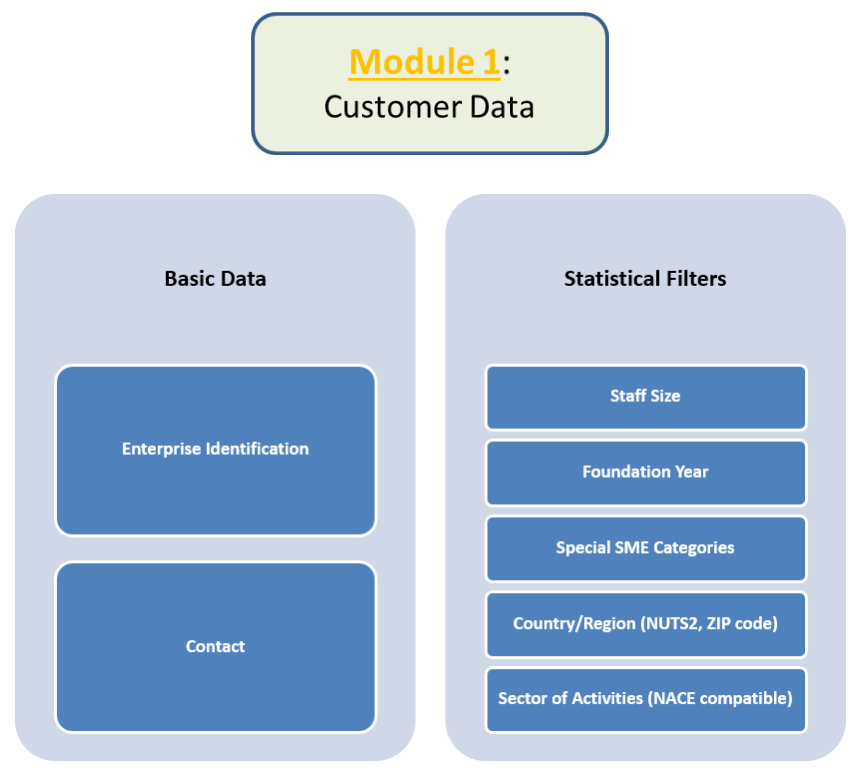 Module 1:
Customer Data
Basic Data
Enterprise Identification
Contact
Statistical Filters
Staff Size
Foundation Year
Special SME Categories
Country/Region (NUTS2, ZIP code)
Sector of Activities (NACE compatible)